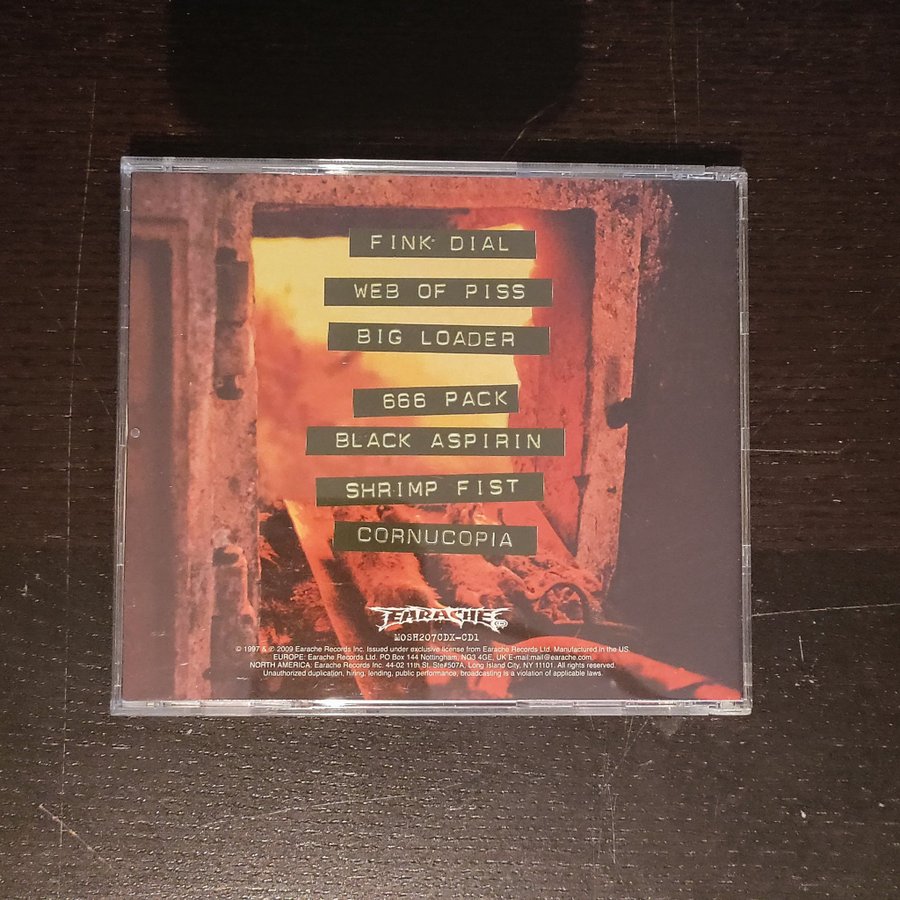 FINK DIAL
WEB OF PISS
BIG LOADER
666 PACK
BLACK ASPIRIN
SHRIMP FIST
CORNUCOPIA
EARACHE
MOSH207CDX-CD1
© 1997 & ℗ 2009 Earache Records Inc. Issued under exclusive license from Earache Records Ltd. Manufactured in the US.
EUROPE: Earache Records Ltd. PO Box 144 Nottingham, NG3 4GE, UK E-mail:mail@earache.com.
NORTH AMERICA: Earache Records Inc. 44-02 11th St. Ste#507A, Long Island City, NY 11101. All rights reserved.
Unauthorized duplication, hiring, lending, public performance, broadcasting is a violation of applicable laws.